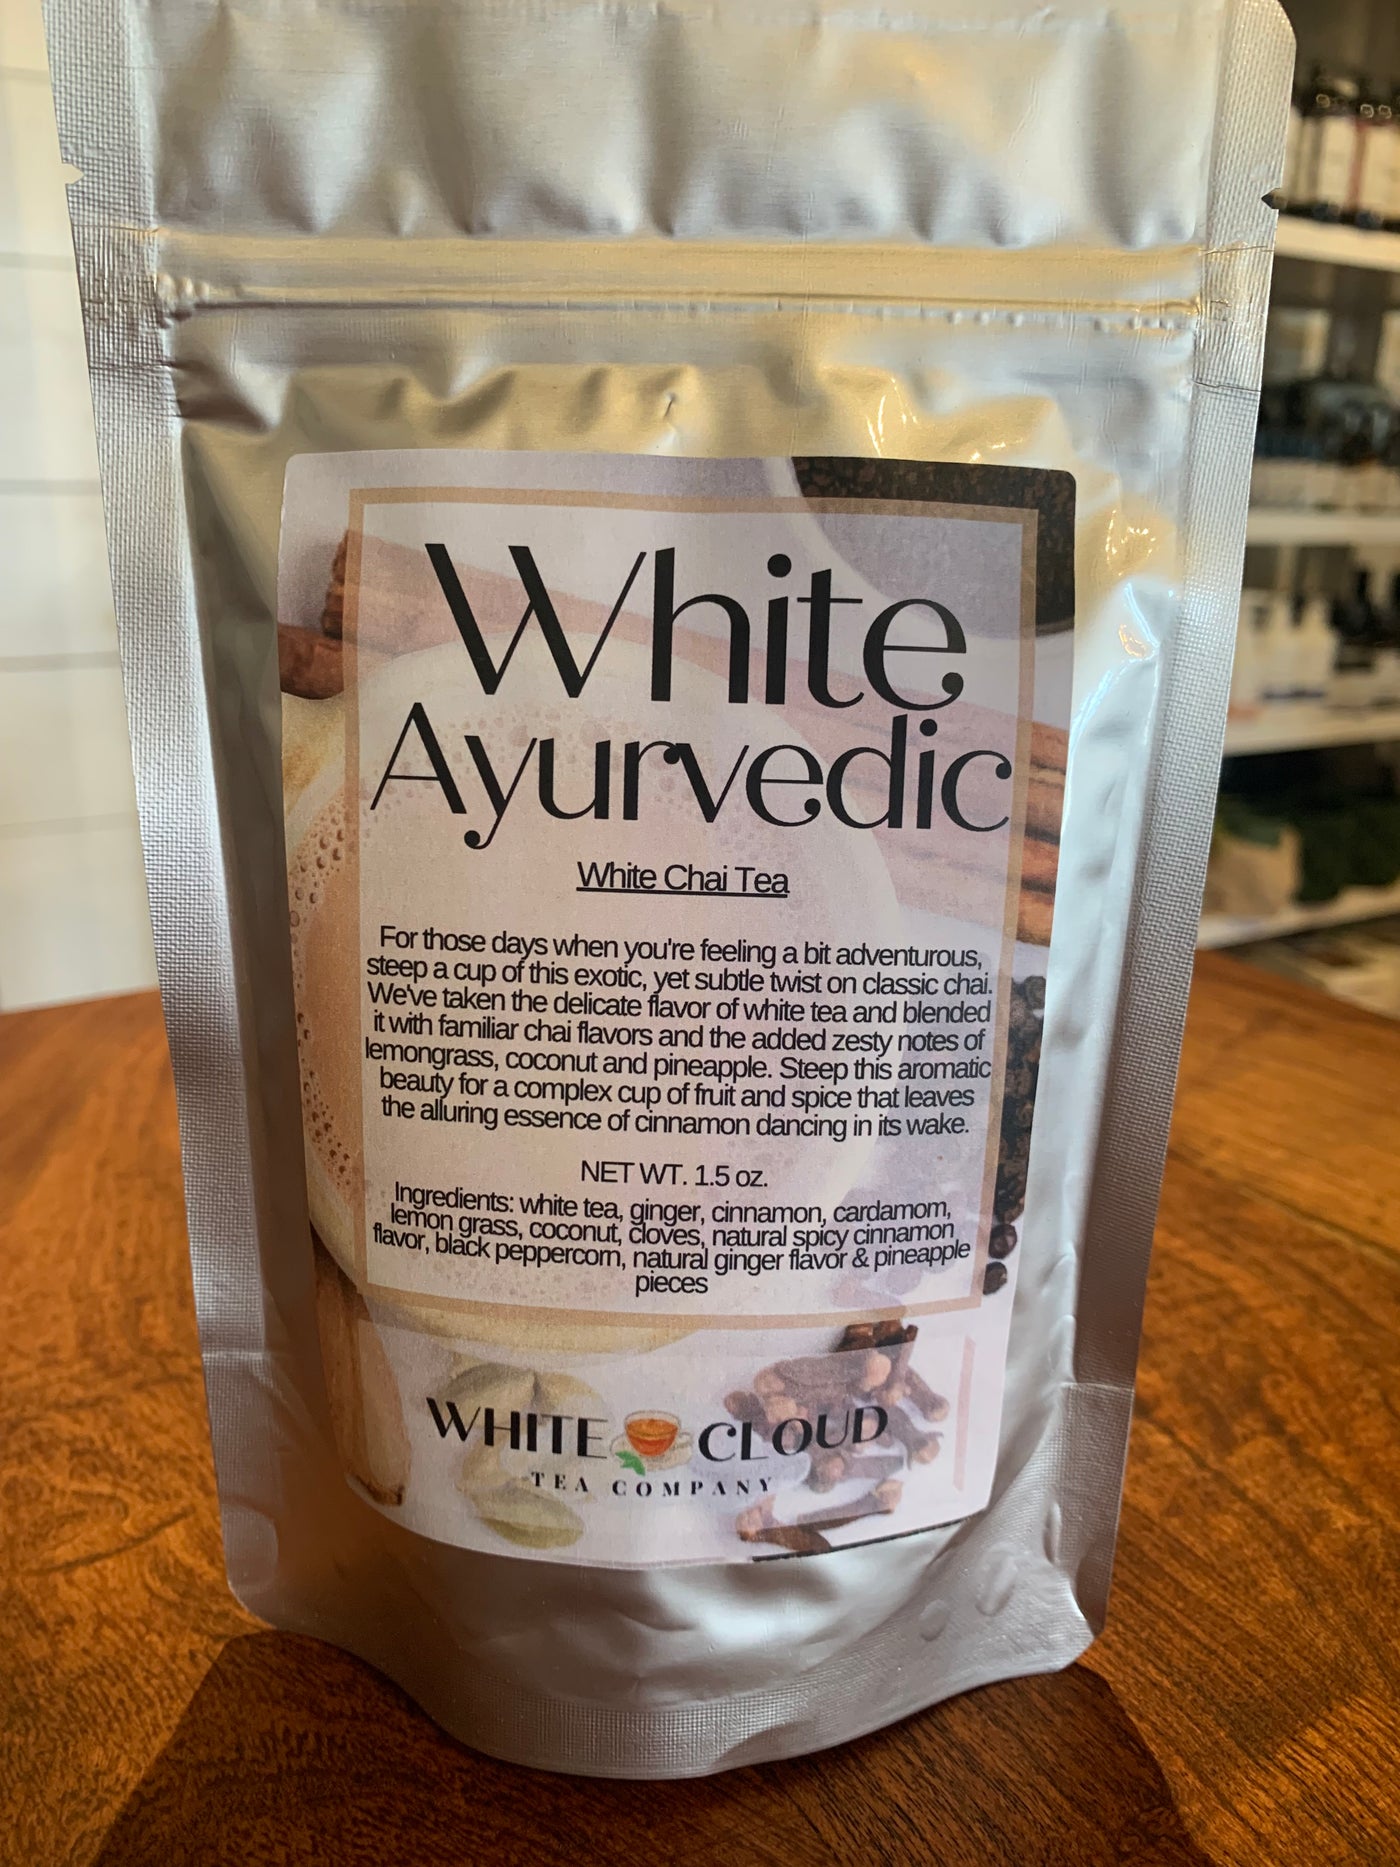 White
Ayurvedic
White Chai Tea
For those days when you're feeling a bit adventurous,
steep a cup of this exotic, yet subtle twist on classic chai.
We've taken the delicate flavor of white tea and blended
it with familiar chai flavors and the added zesty notes of
lemongrass, coconut and pineapple. Steep this aromatic
beauty for a complex cup of fruit and spice that leaves
the alluring essence of cinnamon dancing in its wake.
NET WT. 1.5 oz.
Ingredients: white tea, ginger, cinnamon, cardamom,
lemon grass, coconut, cloves, natural spicy cinnamon
flavor, black peppercorn, natural ginger flavor & pineapple
pieces
WHITE CLOUD
TEA COMPANY